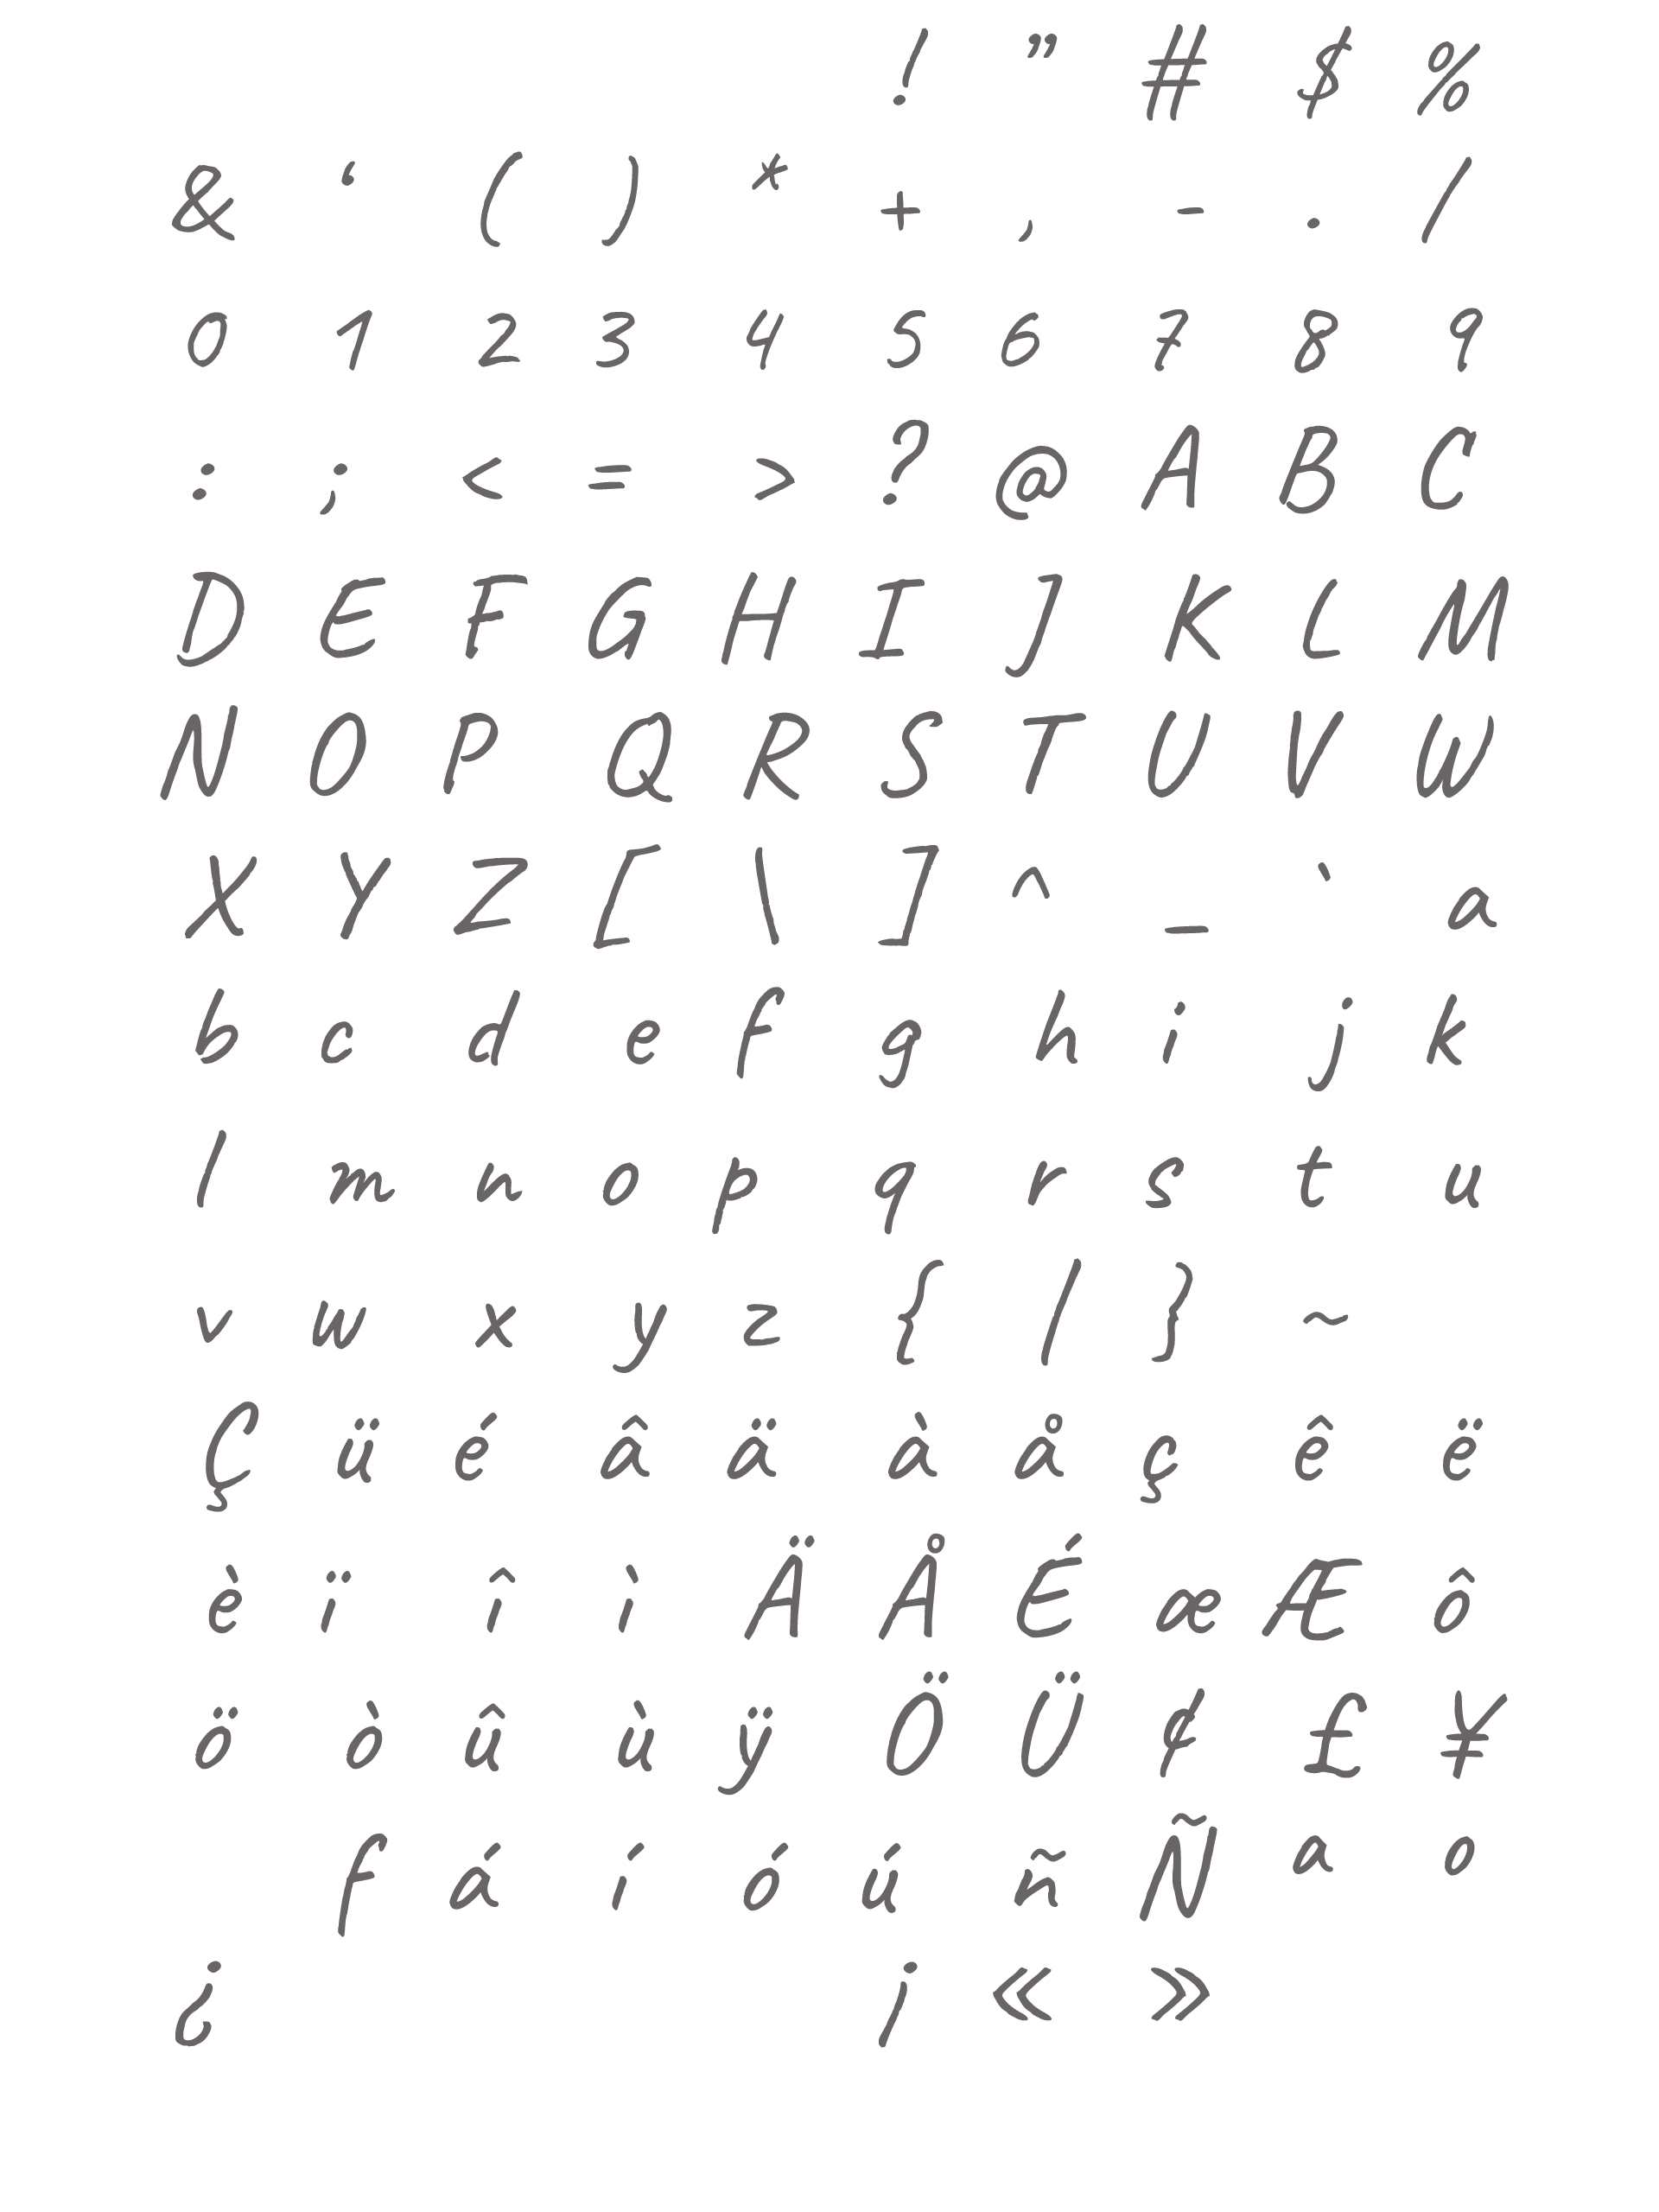 ! ” # $ %
& ‘ ( ) * + , - . /
0 1 2 3 4 5 6 7 8 9
: ; < = > ? @ A B C
D E F G H I J K L M
N O P Q R S T U V W
X Y Z [ \ ] ^ _ ` a
b c d e f g h i j k
l m n o p q r s t u
v w x y z { | } ~
Ç ü é â ä à å ç ê ë
è ï î ì Ä Å É æ Æ ô
ö ò û ù ÿ Ö Ü ¢ £ ¥
ƒ á í ó ú ñ Ñ ª º
¿ ¡ « »